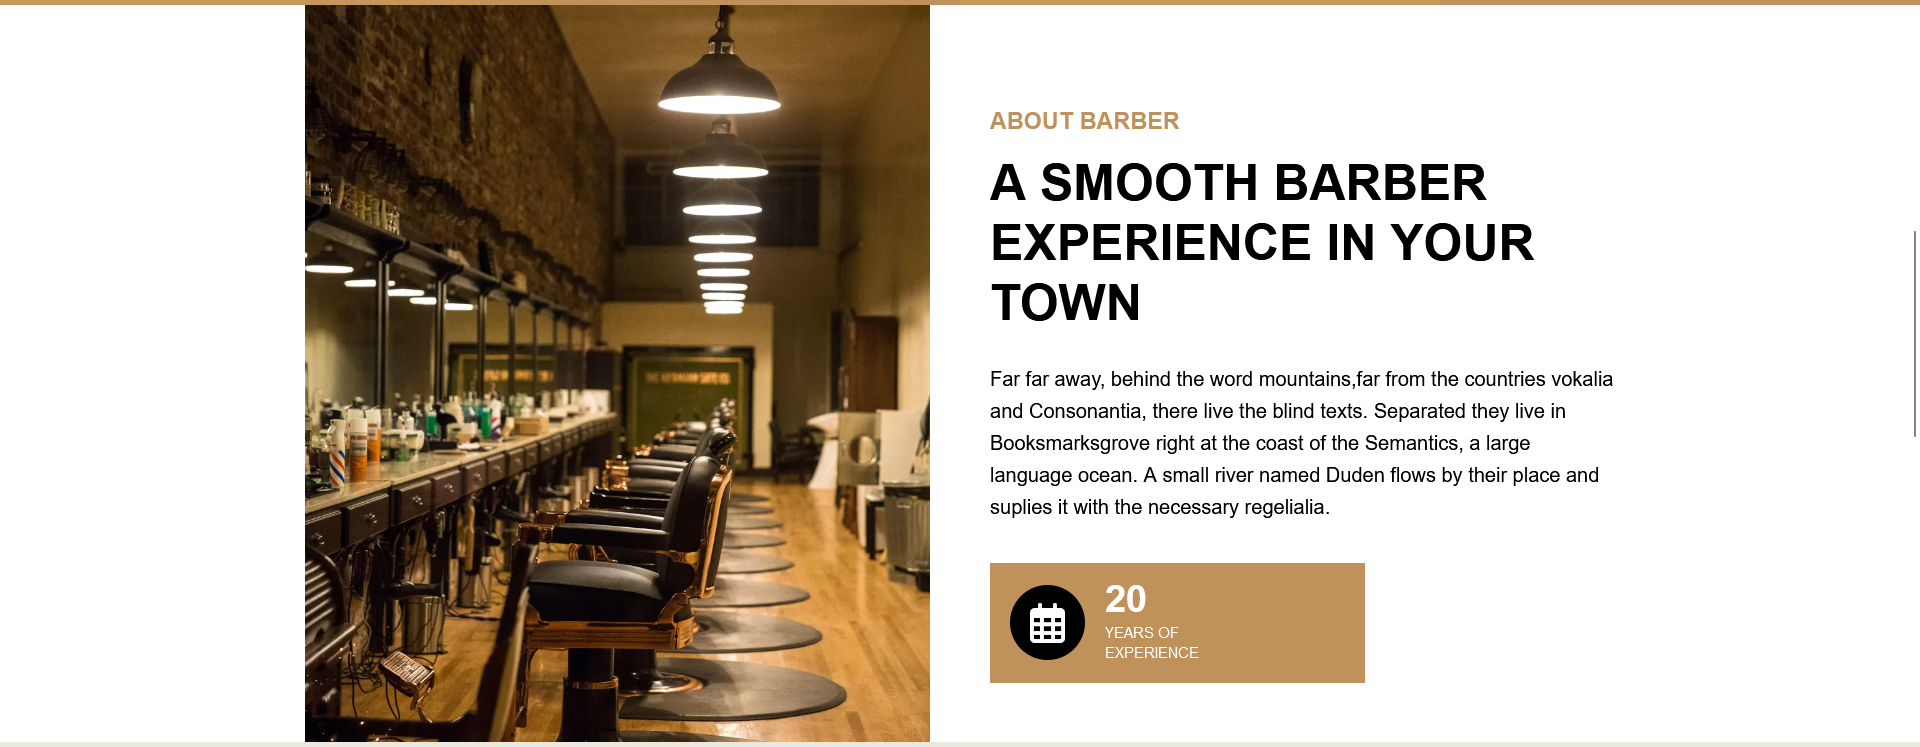 ABOUT BARBER
A SMOOTH BARBER
EXPERIENCE IN YOUR
TOWN
Far far away, behind the word mountains,far from the countries vokalia
and Consonantia, there live the blind texts. Separated they live in
Booksmarksgrove right at the coast of the Semantics, a large
language ocean. A small river named Duden flows by their place and
suplies it with the necessary regelialia.
20
YEARS OF
EXPERIENCE